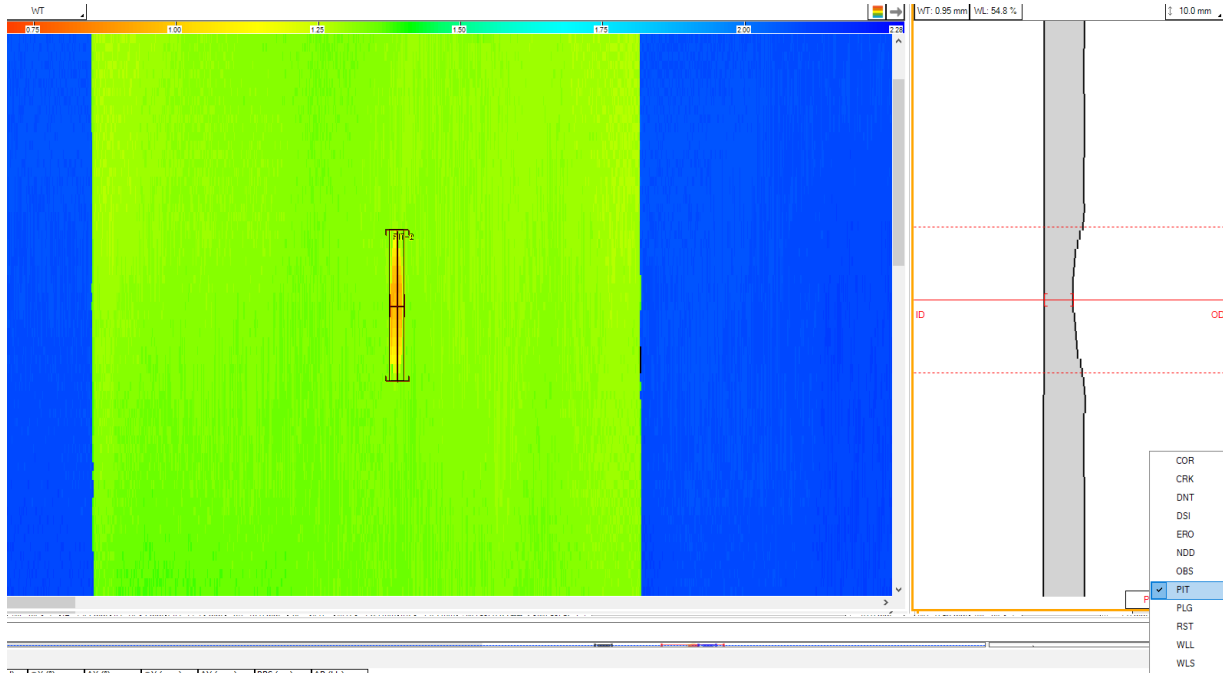 WT
WT: 0.95 mm WL: 54.8 %
10.0 mm
0.75 1.00 1.25 1.50 1.75 2.00 2.28
PIT-2
ID
OD
COR
CRK
DNT
DSI
ERO
NDD
OBS
PIT
PLG
RST
WLL
WLS